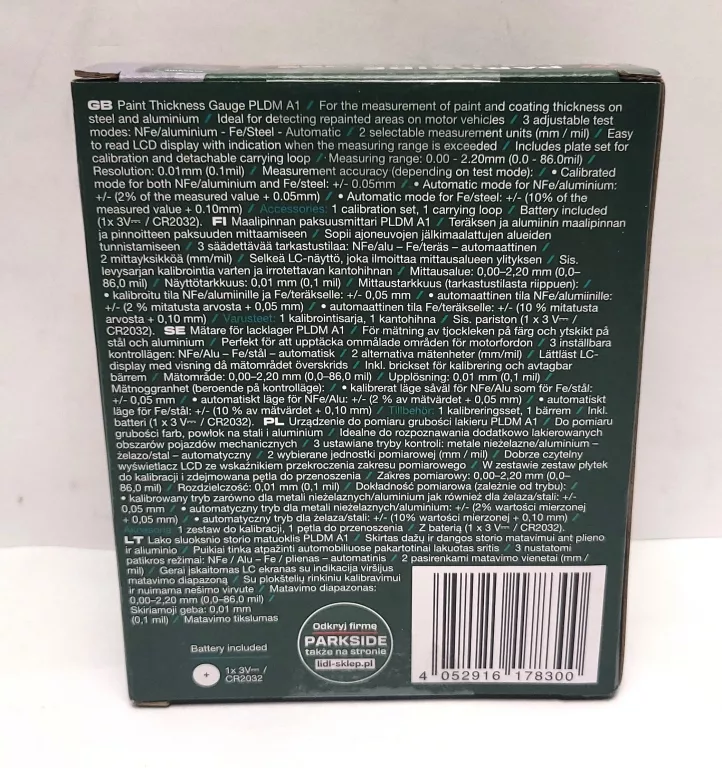 GB Paint Thickness Gauge PLDM A1 / For the measurement of paint and coating thickness on
steel and aluminium / Ideal for detecting repainted areas on motor vehicles / 3 adjustable test
modes: NFe/aluminium - Fe/Steel - Automatic / 2 selectable measurement units (mm / mil) / Easy
to read LCD display with indication when the measuring range is exceeded / Includes plate set for
calibration and detachable carrying loop / Measuring range: 0.00 - 2.20mm (0.0 - 86.0mil) /
Resolution: 0.01mm (0.1mil) / Measurement accuracy (depending on test mode): / • Calibrated
mode for both NFe/aluminium and Fe/steel: +/- 0.05mm / • Automatic mode for NFe/aluminium:
+/- (2% of the measured value + 0.05mm) / • Automatic mode for Fe/steel: +/- (10% of the
measured value + 0.10mm) / Accessories: 1 calibration set, 1 carrying loop / Battery included
(1x 3V⎓ / CR2032). FI Maalipinnan paksuusmittari PLDM A1 / Teräksen ja alumiinin maalipinnan
ja pinnoitteen paksuuden mittaamiseen / Sopii ajoneuvojen jälkimaalattujen alueiden
tunnistamiseen / 3 säädettävää tarkastustilaa: NFe/alu – Fe/teräs – automaattinen /
2 mittayksikköä (mm/mil) / Selkeä LC-näyttö, joka ilmoittaa mittausalueen ylityksen / Sis.
levysarjan kalibrointia varten ja irrotettavan kantohihnan / Mittausalue: 0,00–2,20 mm (0,0–
86,0 mil) / Näyttötarkkuus: 0,01 mm (0,1 mil) / Mittaustarkkuus (tarkastustilasta riippuen): /
• kalibroitu tila NFe/alumiinille ja Fe/teräkselle: +/- 0,05 mm / • automaattinen tila NFe/alumiinille:
+/- (2 % mitatusta arvosta + 0,05 mm) / • automaattinen tila Fe/teräkselle: +/- (10 % mitatusta
arvosta + 0,10 mm) / Varusteet: 1 kalibrointisarja, 1 kantohihna / Sis. pariston (1 x 3 V⎓ /
CR2032). SE Mätare för lacklager PLDM A1 / För mätning av tjockleken på färg och ytskikt på
stål och aluminium / Perfekt för att upptäcka ommålade områden för motorfordon / 3 inställbara
kontrollägen: NFe/Alu – Fe/stål – automatisk / 2 alternativa mätenheter (mm/mil) / Lättläst LC-
display med visning då mätområdet överskrids / Inkl. brickset för kalibrering och avtagbar
bärrem / Mätområde: 0,00–2,20 mm (0,0–86,0 mil) / Upplösning: 0,01 mm (0,1 mil) /
Mätnoggranhet (beroende på kontrolläge): / • kalibrerat läge såväl för NFe/Alu som för Fe/stål:
+/- 0,05 mm / • automatiskt läge för NFe/Alu: +/- (2 % av mätvärdet + 0,05 mm) / • automatiskt
läge för Fe/stål: +/- (10 % av mätvärdet + 0,10 mm) / Tillbehör: 1 kalibreringsset, 1 bärrem / Inkl.
batteri (1 x 3 V⎓ / CR2032). PL Urządzenie do pomiaru grubości lakieru PLDM A1 / Do pomiaru
grubości farb, powłok na stali i aluminium / Idealne do rozpoznawania dodatkowo lakierowanych
obszarów pojazdów mechanicznych / 3 ustawiane tryby kontroli: metale nieżelazne/aluminium –
żelazo/stal – automatyczny / 2 wybierane jednostki pomiarowej (mm / mil) / Dobrze czytelny
wyświetlacz LCD ze wskaźnikiem przekroczenia zakresu pomiarowego / W zestawie zestaw płytek
do kalibracji i zdejmowana pętla do przenoszenia / Zakres pomiarowy: 0,00–2,20 mm (0,0–
86,0 mil) / Rozdzielczość: 0,01 mm (0,1 mil) / Dokładność pomiarowa (zależnie od trybu): /
• kalibrowany tryb zarówno dla metali nieżelaznych/aluminium jak również dla żelaza/stali: +/-
0,05 mm / • automatyczny tryb dla metali nieżelaznych/aluminium: +/- (2% wartości mierzonej
+ 0,05 mm) / • automatyczny tryb dla żelaza/stali: +/- (10% wartości mierzonej + 0,10 mm) /
Akcesoria: 1 zestaw do kalibracji, 1 pętla do przenoszenia / Z baterią (1 x 3 V⎓ / CR2032).
LT Lako sluoksnio storio matuoklis PLDM A1 / Skirtas dažų ir dangos storio matavimui ant plieno
ir aliuminio / Puikiai tinka atpažinti automobiliuose pakartotinai lakuotas sritis / 3 nustatomi
patikros režimai: NFe / Alu – Fe / plienas – automatinis / 2 pasirenkami matavimo vienetai (mm /
mil) / Gerai įskaitomas LC ekranas su indikacija viršijus
matavimo diapazoną / Su plokštelių rinkiniu kalibravimui
ir nuimama nešimo virvute / Matavimo diapazonas:
0,00–2,20 mm (0,0–86,0 mil) /
Skiriamoji geba: 0,01 mm
(0,1 mil) / Matavimo tikslumas
Battery included
1x 3V⎓ /
CR2032
Odkryj firmę
PARKSIDE
także na stronie
lidl-sklep.pl
4 052916 178300